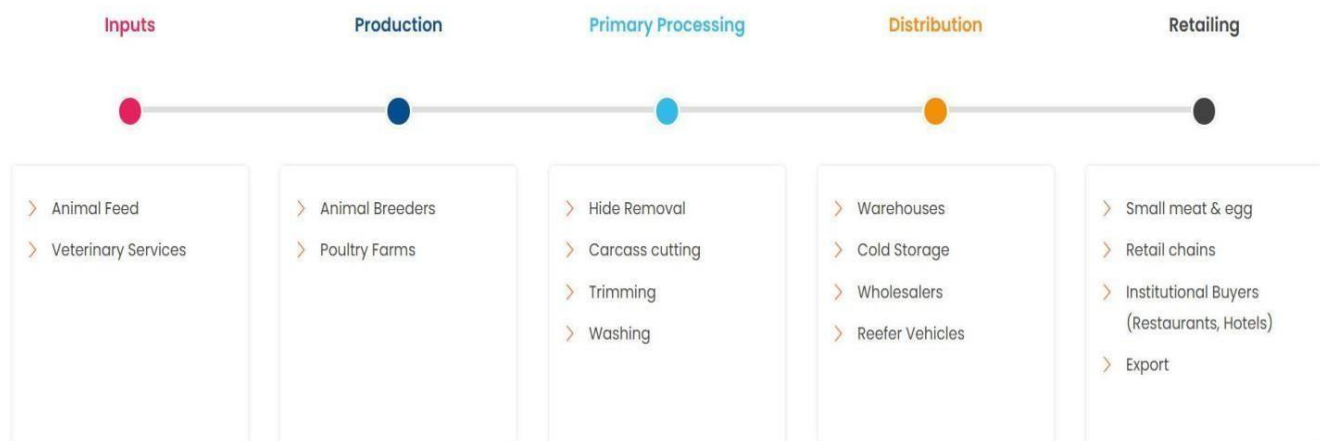 Inputs
Production
Primary Processing
Distribution
Retailing
Animal Feed
Veterinary Services
Animal Breeders
Poultry Farms
Hide Removal
Carcass cutting
Trimming
Washing
Warehouses
Cold Storage
Wholesalers
Reefer Vehicles
Small meat & egg
Retail chains
Institutional Buyers
(Restaurants, Hotels)
Export